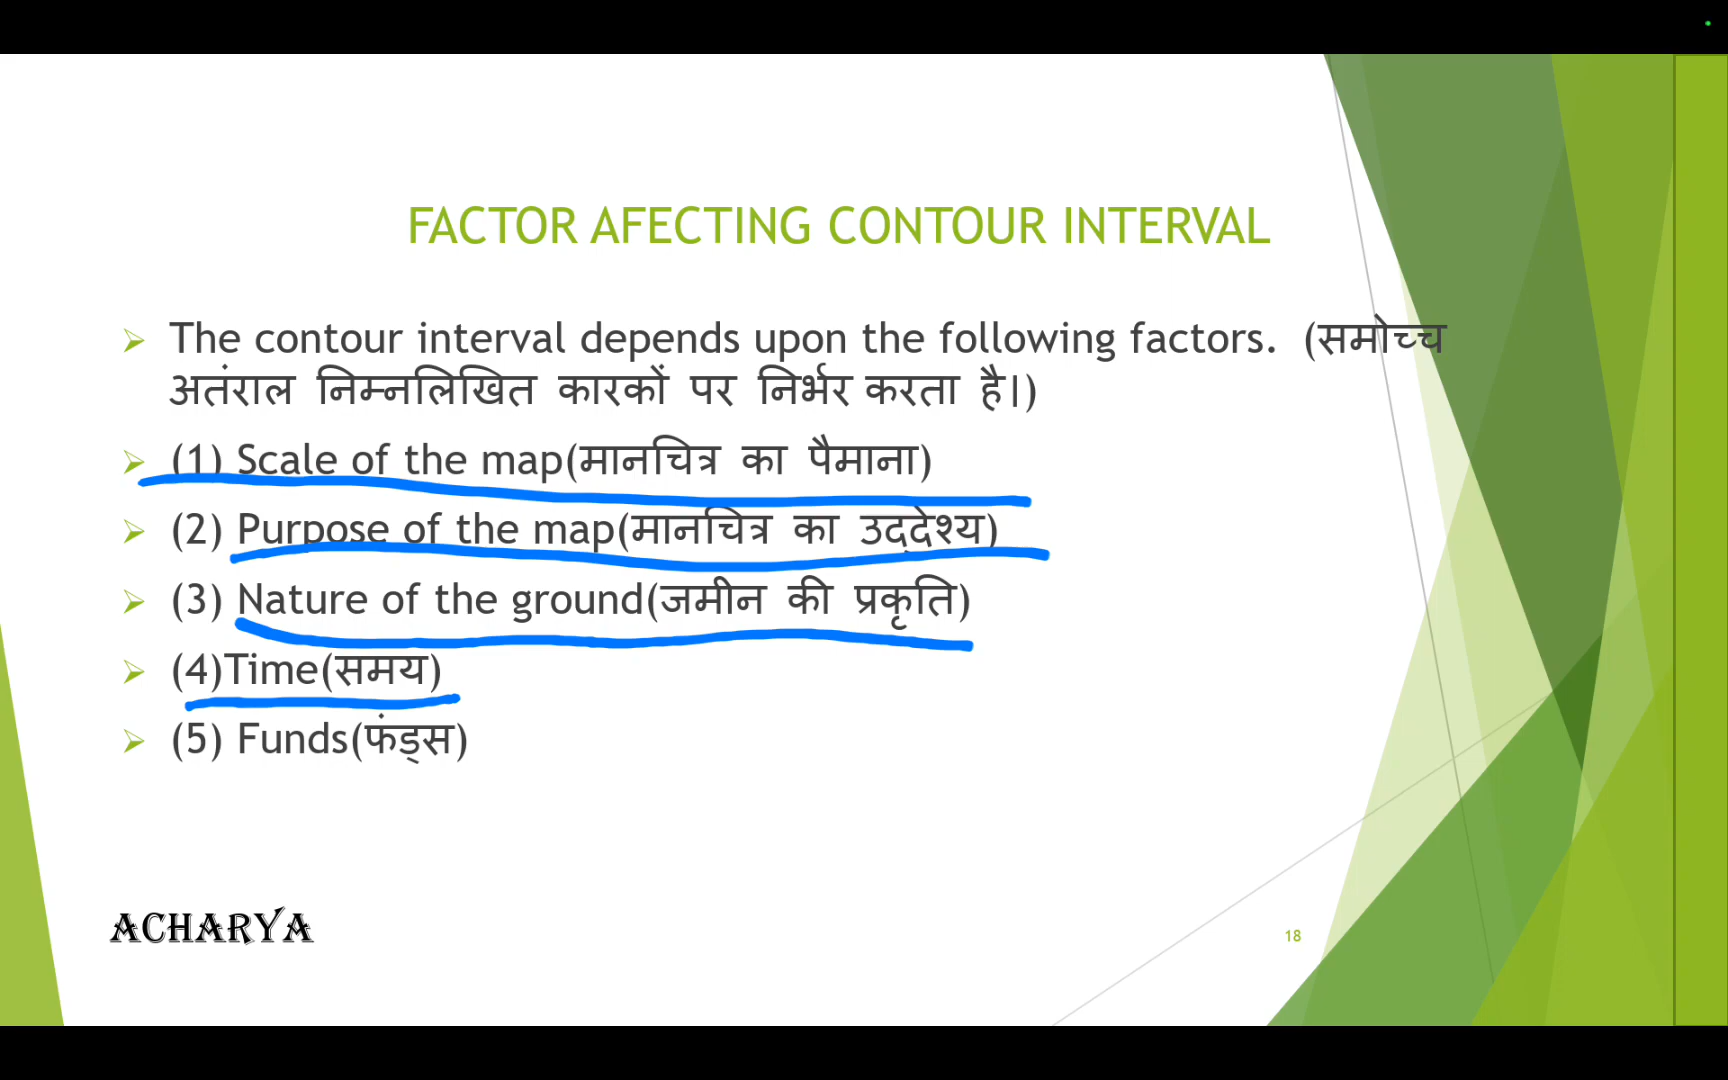 FACTOR AFECTING CONTOUR INTERVAL
The contour interval depends upon the following factors. (समोच्च
अतंराल निम्नलिखित कारकों पर निर्भर करता है।)
(1) Scale of the map(मानचित्र का पैमाना)
(2) Purpose of the map(मानचित्र का उद्देश्य)
(3) Nature of the ground(जमीन की प्रकृति)
(4)Time(समय)
(5) Funds(फंड्स)
ACHARYA
18